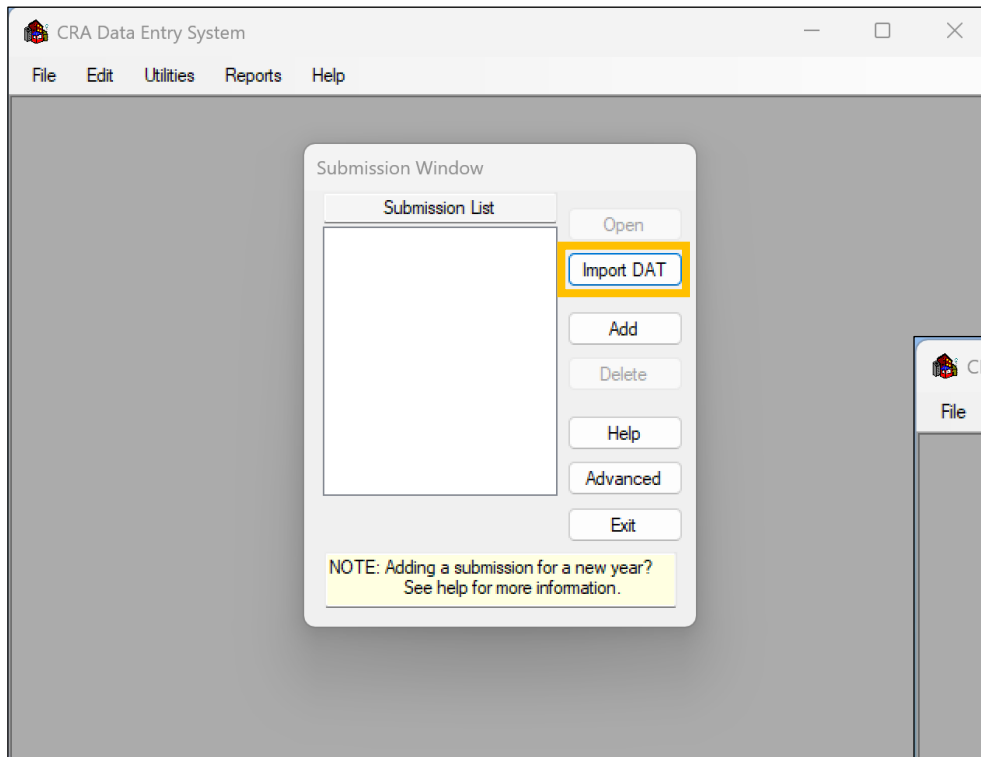 CRA Data Entry System
File Edit Utilities Reports Help
Submission Window
Submission List
Open
Import DAT
Add
Delete
Help
Advanced
Exit
NOTE: Adding a submission for a new year?
See help for more information.
File